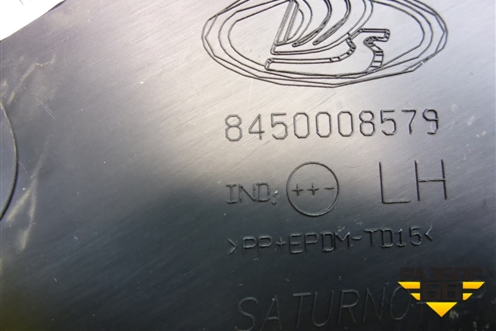 8450008579
IND: ++- LH
>PP+EPDM-TD15<
SATURNO